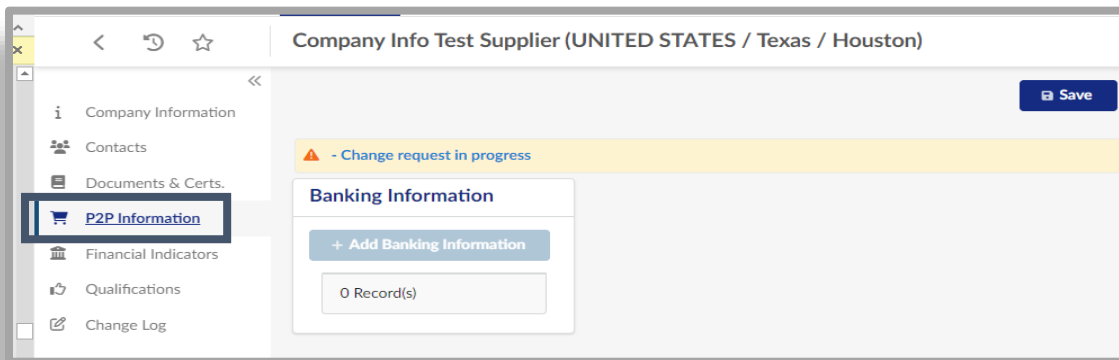 Company Info Test Supplier (UNITED STATES / Texas / Houston)
Save
i Company Information
Contacts
Documents & Certs.
P2P Information
Financial Indicators
Qualifications
Change Log
- Change request in progress
Banking Information
+ Add Banking Information
0 Record(s)